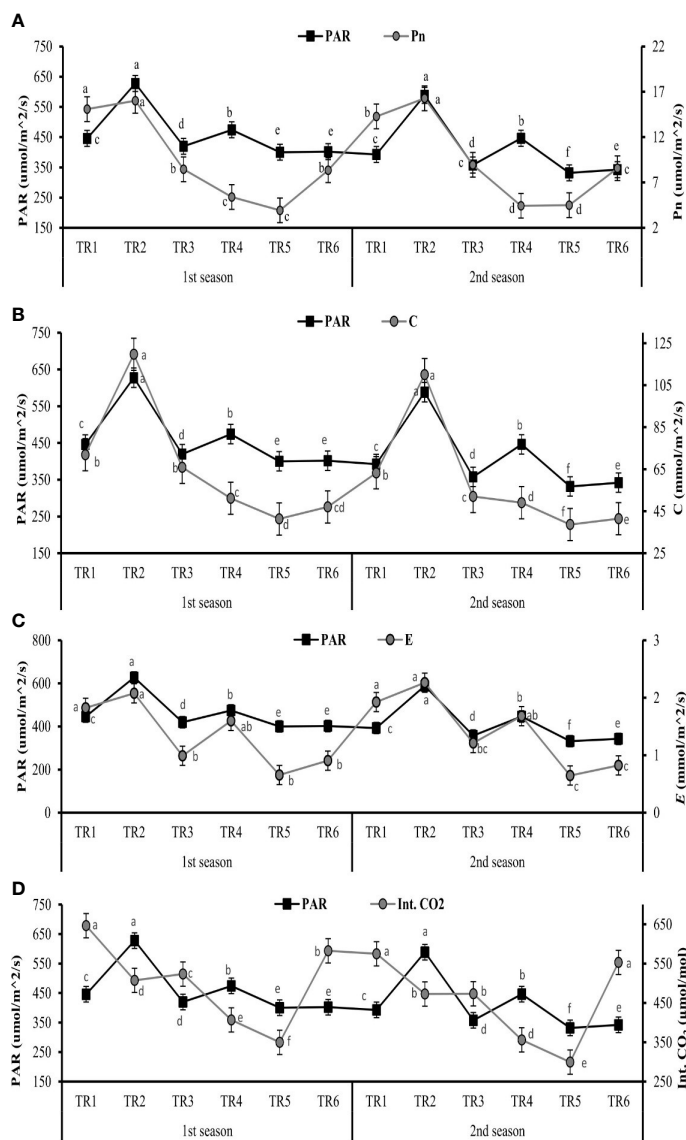 A
PAR Pn
750 22
650
550 17
450 12
350
250 7
150 2
PAR (umol/m^2/s)
Pn (umol/m^2/s)
a a a c d b b c e c e b b c a a d c b d f d e c
TR1 TR2 TR3 TR4 TR5 TR6 TR1 TR2 TR3 TR4 TR5 TR6
1st season 2nd season
B
PAR C
750
650 125
550 105
450 85
350 65
250 45
150 25
PAR (umol/m^2/s)
C (mmol/m^2/s)
c b a a d b b c e d e cd c b a a d c b d f f e e
TR1 TR2 TR3 TR4 TR5 TR6 TR1 TR2 TR3 TR4 TR5 TR6
1st season 2nd season
C
PAR E
800 3
600 2
400
200 1
0 0
PAR (umol/m^2/s)
E (mmol/m^2/s)
a c a a d b b ab e b e b a c a a d bc b ab f c e c
TR1 TR2 TR3 TR4 TR5 TR6 TR1 TR2 TR3 TR4 TR5 TR6
1st season 2nd season
D
PAR Int. CO2
750
650 650
550 550
450 450
350
250 350
150 250
PAR (umol/m^2/s)
Int. CO₂ (µmol/mol)
a c a d c d b e e f b e a c a b b d b d f e a e
TR1 TR2 TR3 TR4 TR5 TR6 TR1 TR2 TR3 TR4 TR5 TR6
1st season 2nd season